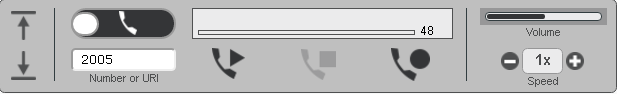 48
2005
Number or URI
Volume
1x
Speed